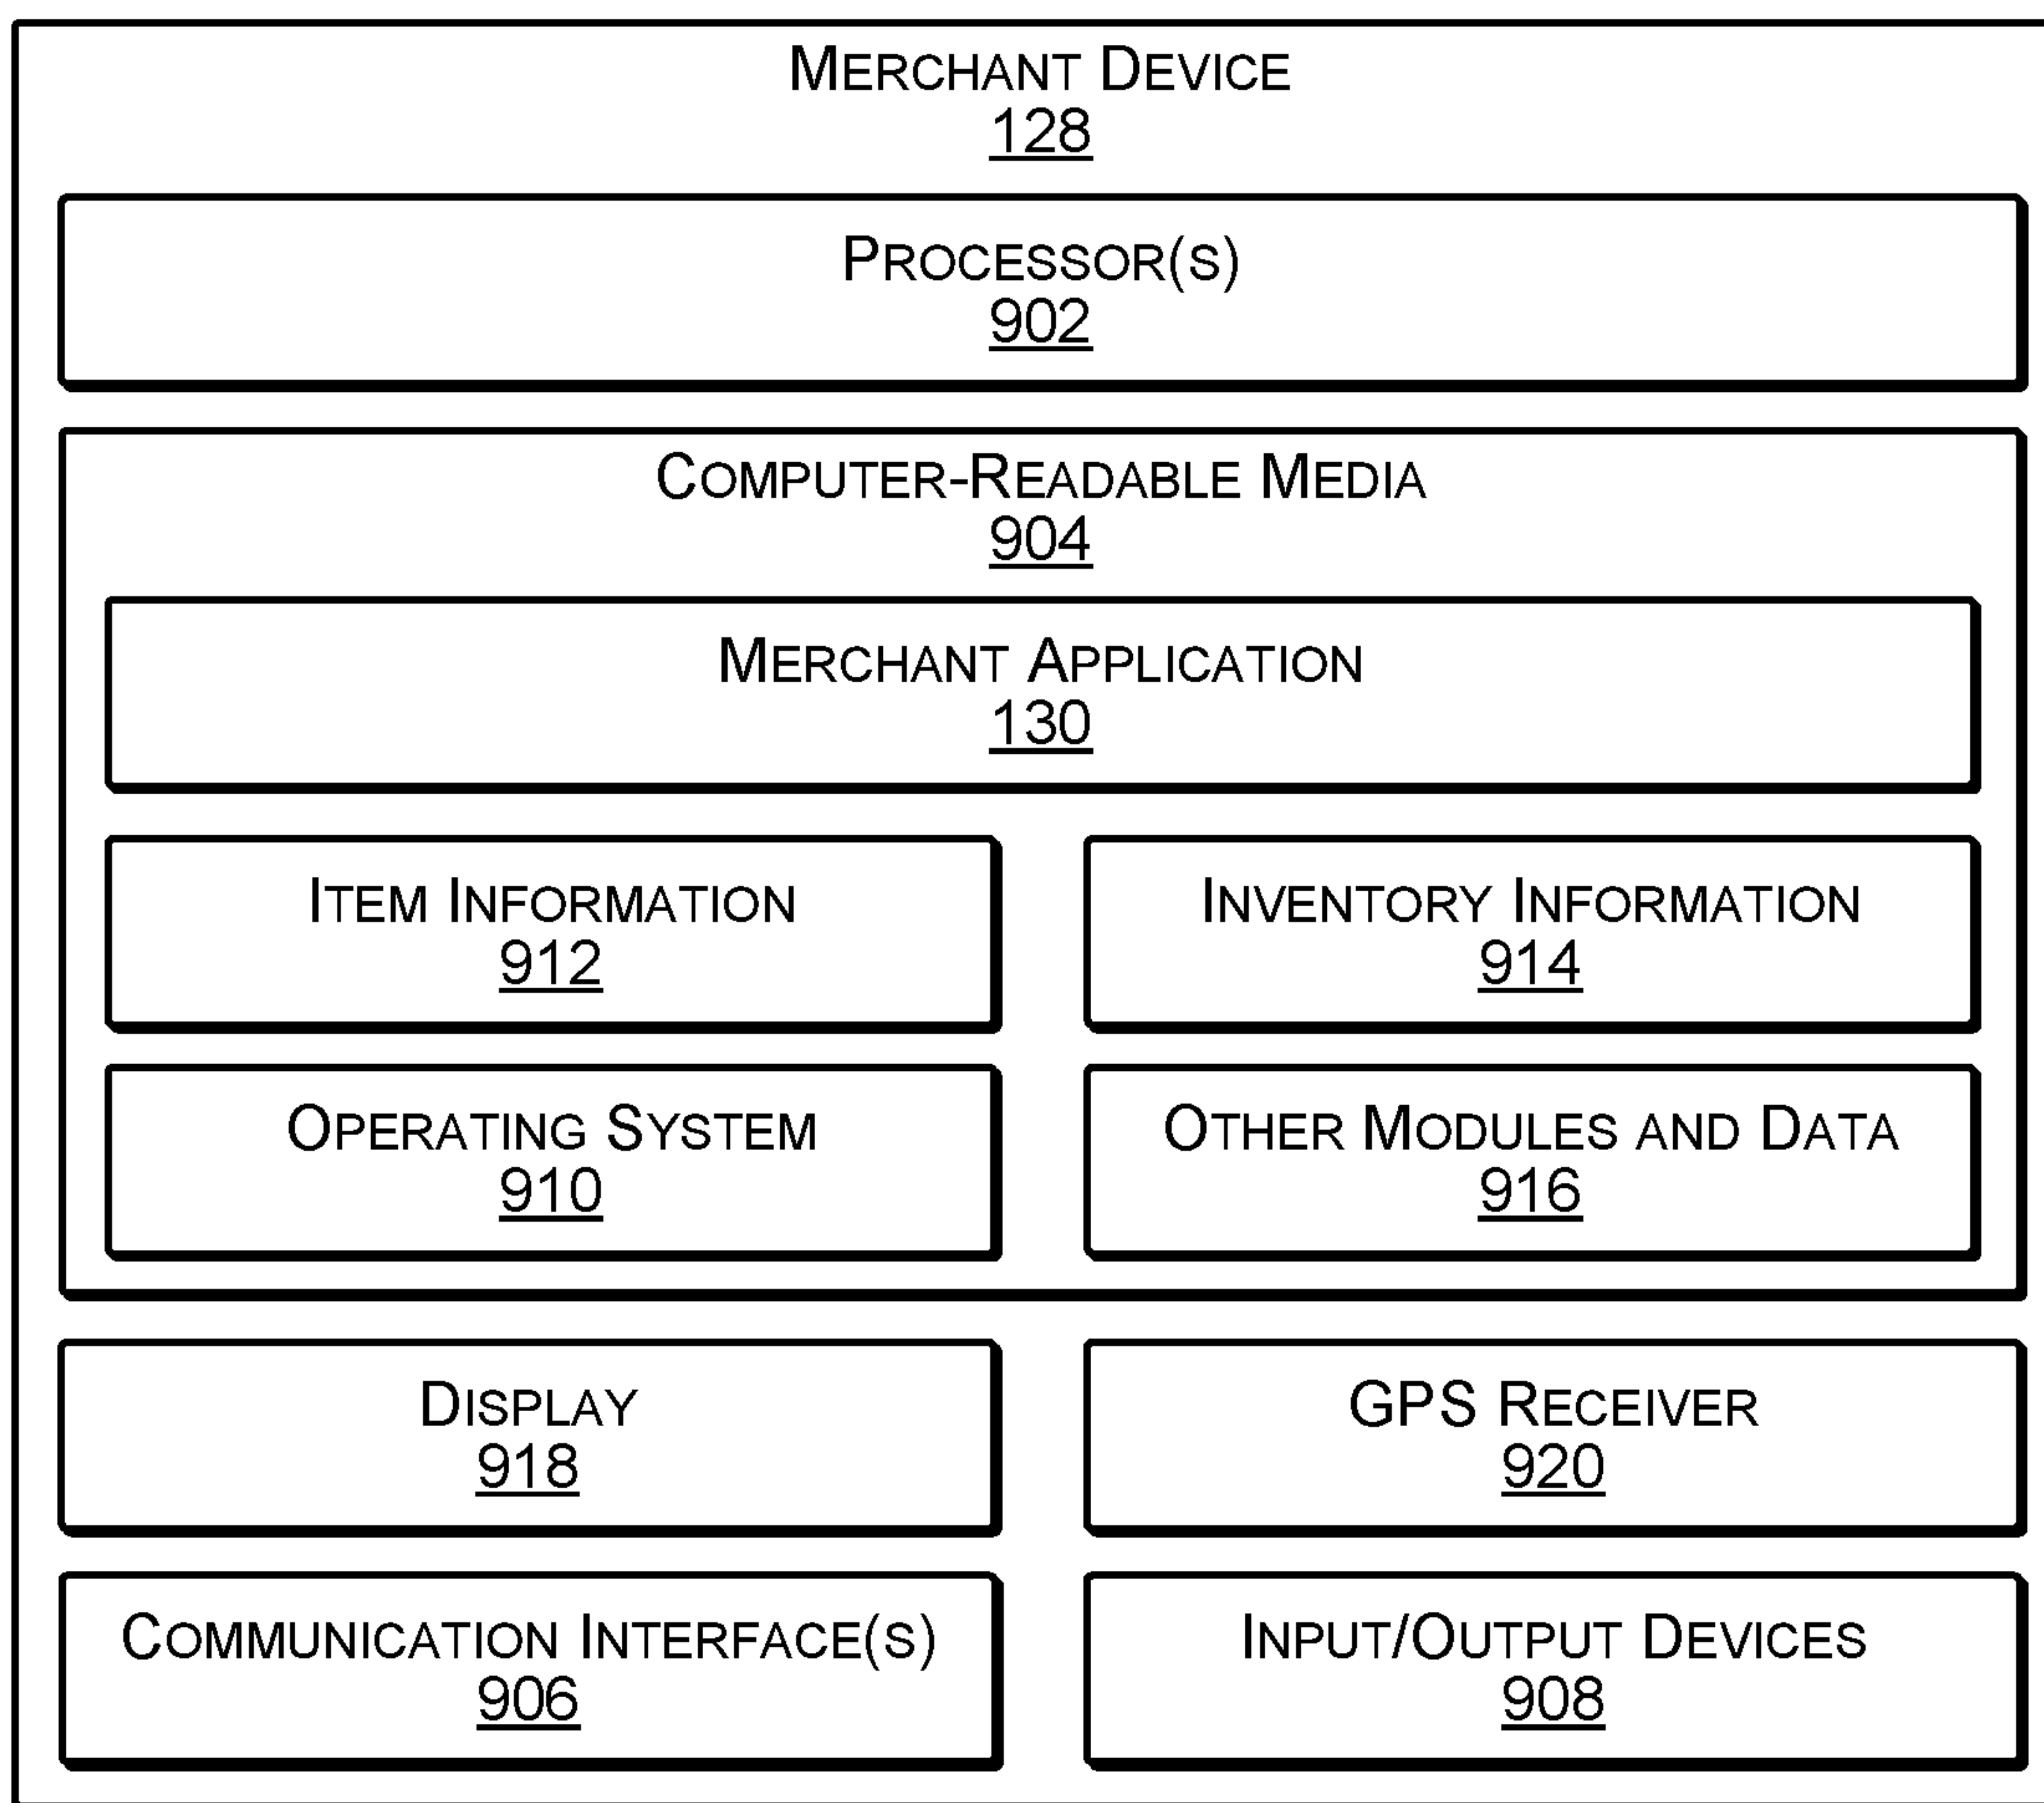 MERCHANT DEVICE
128
PROCESSOR(S)
902
COMPUTER-READABLE MEDIA
904
MERCHANT APPLICATION
130
ITEM INFORMATION
912
INVENTORY INFORMATION
914
OPERATING SYSTEM
910
OTHER MODULES AND DATA
916
DISPLAY
918
GPS RECEIVER
920
COMMUNICATION INTERFACE(S)
906
INPUT/OUTPUT DEVICES
908